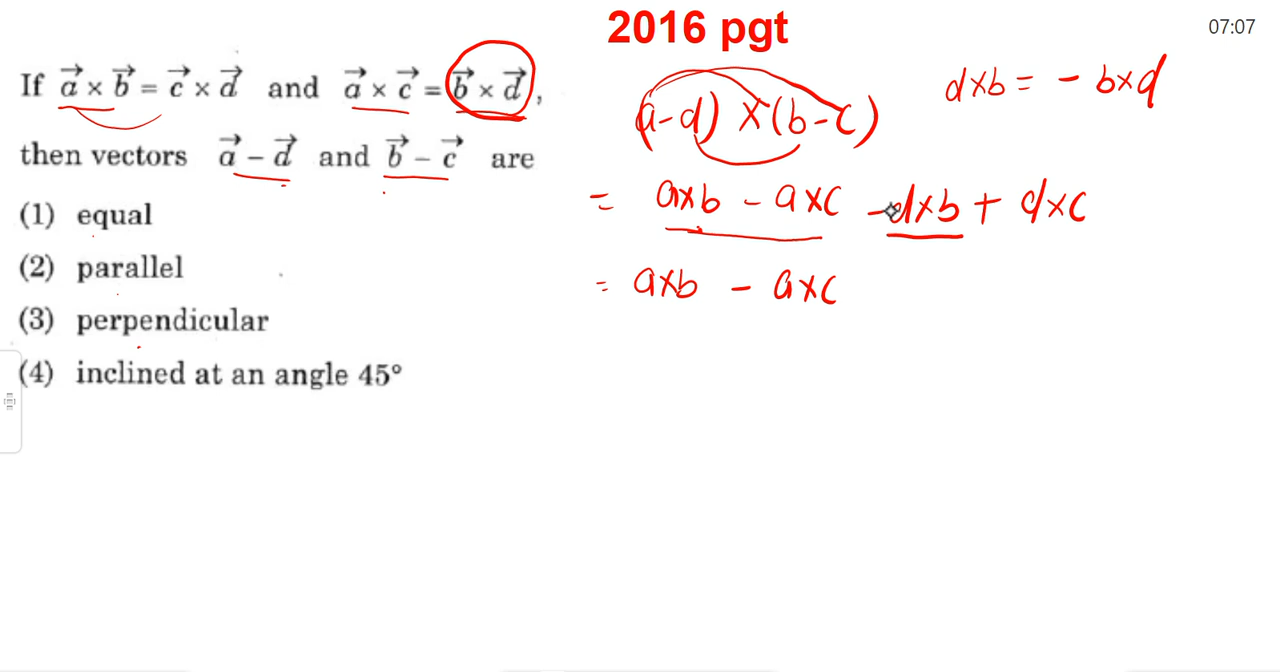 2016 pgt
07:07
If a⃗ × b⃗ = c⃗ × d⃗ and a⃗ × c⃗ = b⃗ × d⃗,
then vectors a⃗ − d⃗ and b⃗ − c⃗ are
(1) equal
(2) parallel
(3) perpendicular
(4) inclined at an angle 45°
(a-d) × (b-c)
d×b = - b×d
= a×b - a×c - d×b + d×c
= a×b - a×c